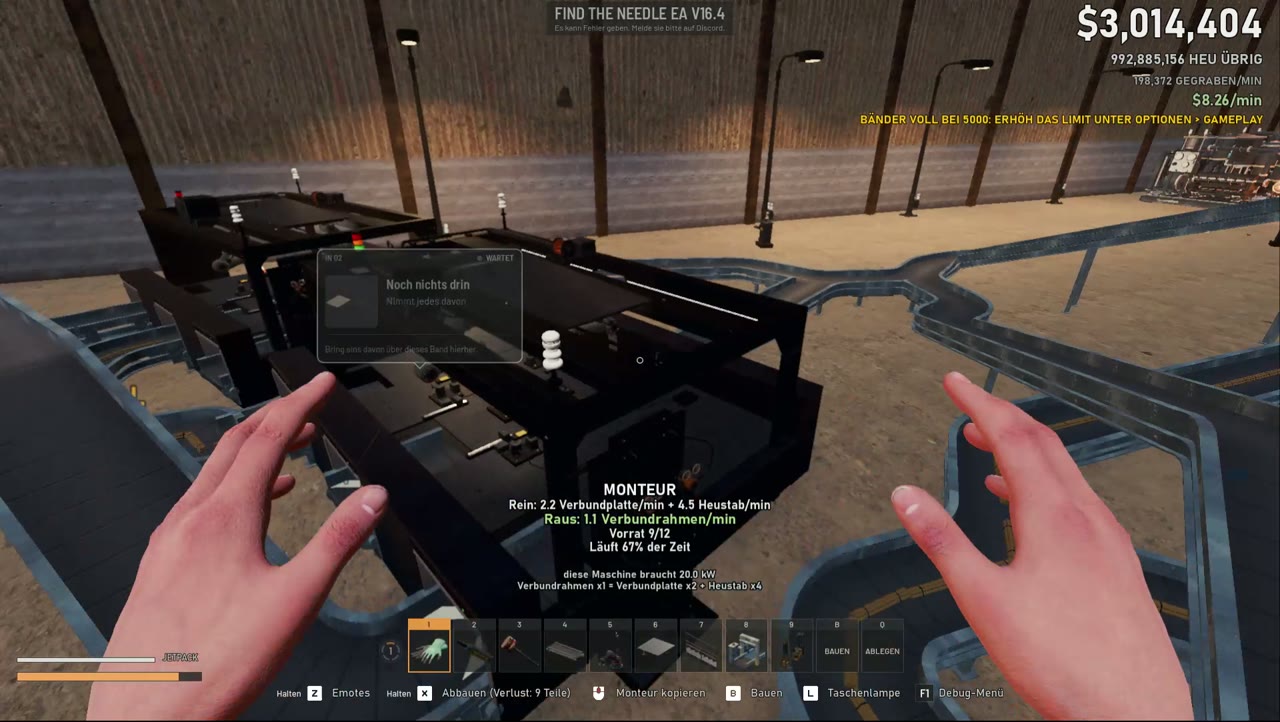 FIND THE NEEDLE EA V16.4
Es kann Fehler geben. Melde sie bitte auf Discord.
$3,014,404
992,885,156 HEU ÜBRIG
198,372 GEGRABEN/MIN
$8.26/min
BÄNDER VOLL BEI 5000: ERHÖH DAS LIMIT UNTER OPTIONEN > GAMEPLAY
IN 02
WARTET
Noch nichts drin
Nimmt jedes davon
Bring eins davon über dieses Band hierher.
MONTEUR
Rein: 2.2 Verbundplatte/min + 4.5 Heustab/min
Raus: 1.1 Verbundrahmen/min
Vorrat 9/12
Läuft 67% der Zeit
diese Maschine braucht 20.0 kW
Verbundrahmen x1 = Verbundplatte x2 + Heustab x4
JETPACK
1
1 2 3 4 5 6 7 8 9 B 0
BAUEN
ABLEGEN
Halten Z Emotes Halten X Abbauen (Verlust: 9 Teile) Monteur kopieren B Bauen L Taschenlampe F1 Debug-Menü